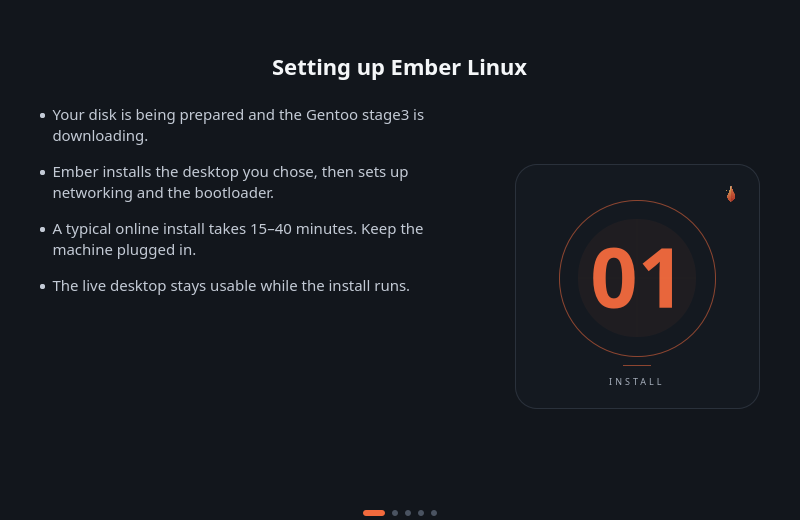 Setting up Ember Linux
• Your disk is being prepared and the Gentoo stage3 is
downloading.
• Ember installs the desktop you chose, then sets up
networking and the bootloader.
• A typical online install takes 15–40 minutes. Keep the
machine plugged in.
• The live desktop stays usable while the install runs.
01
INSTALL